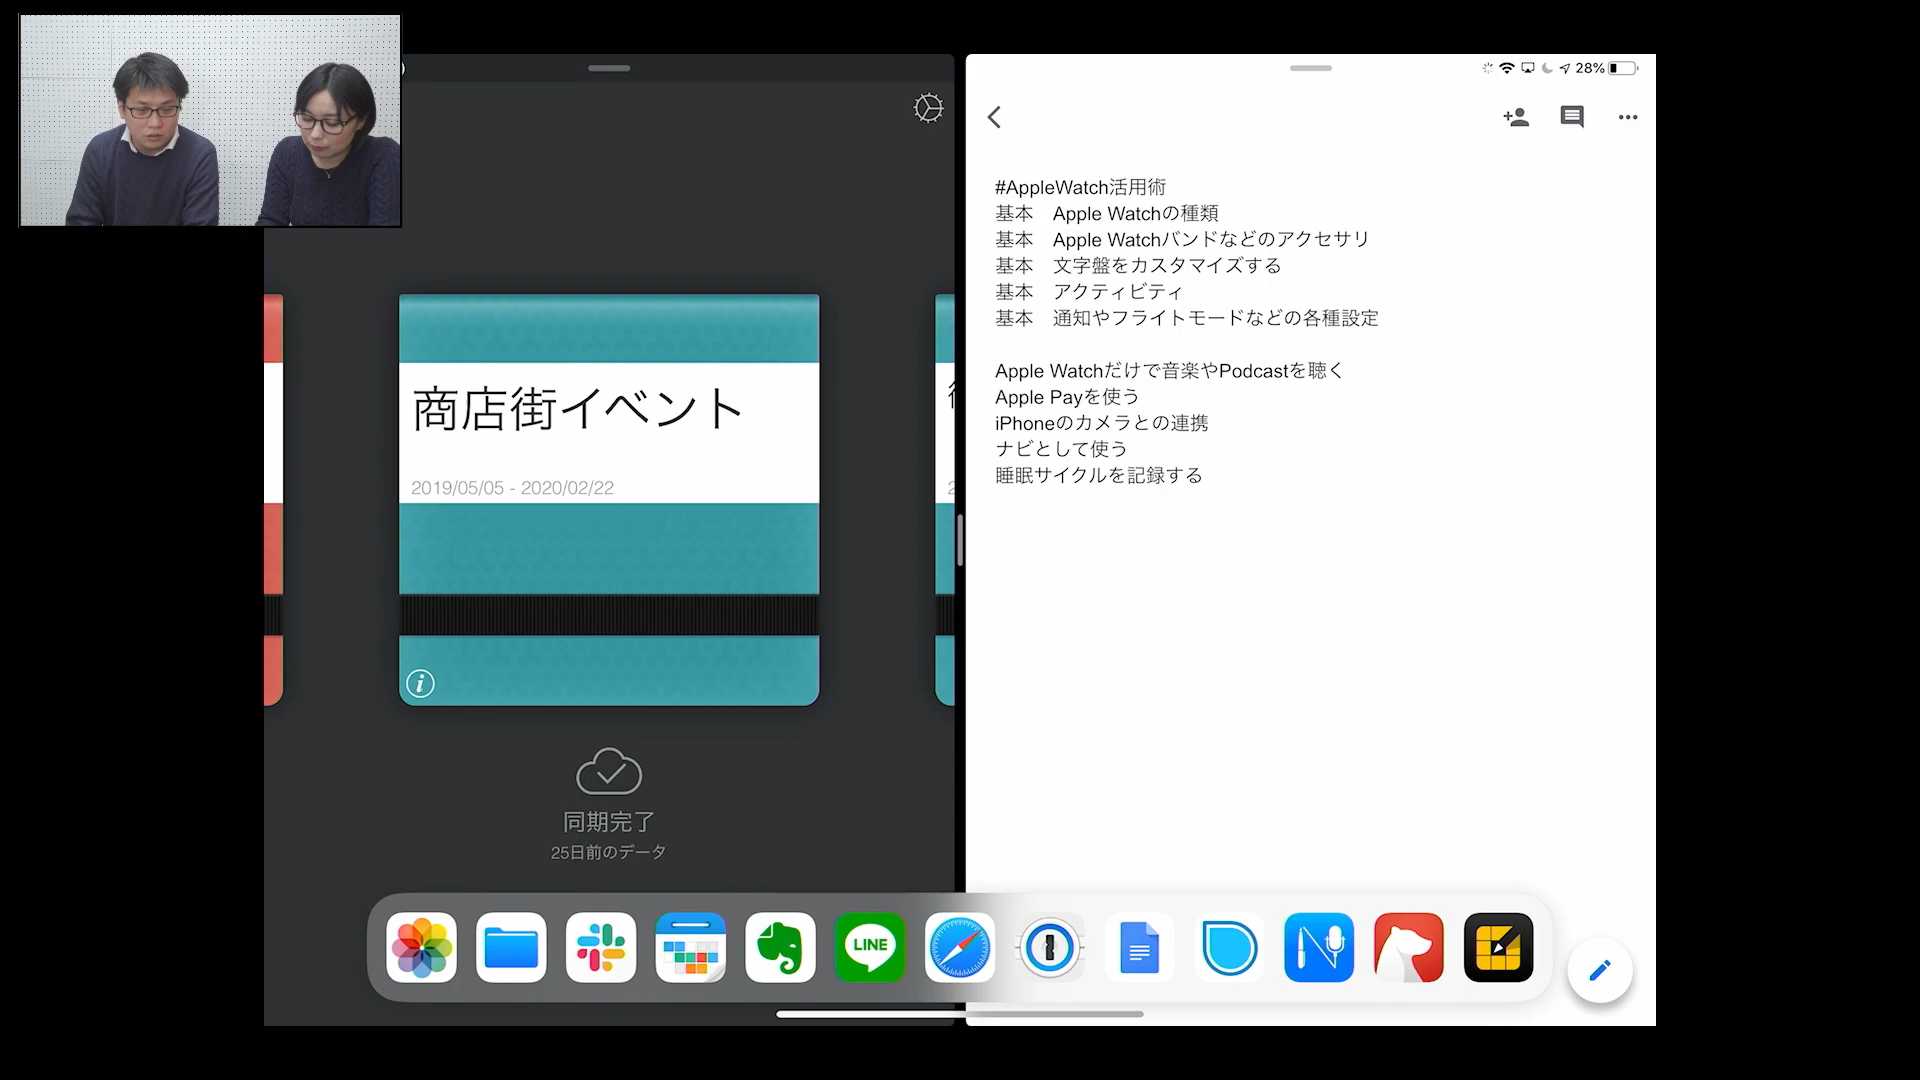 商店街イベント
2019/05/05 - 2020/02/22
同期完了
25日前のデータ
28%
#AppleWatch活用術
基本　Apple Watchの種類
基本　Apple Watchバンドなどのアクセサリ
基本　文字盤をカスタマイズする
基本　アクティビティ
基本　通知やフライトモードなどの各種設定
Apple Watchだけで音楽やPodcastを聴く
Apple Payを使う
iPhoneのカメラとの連携
ナビとして使う
睡眠サイクルを記録する
LINE